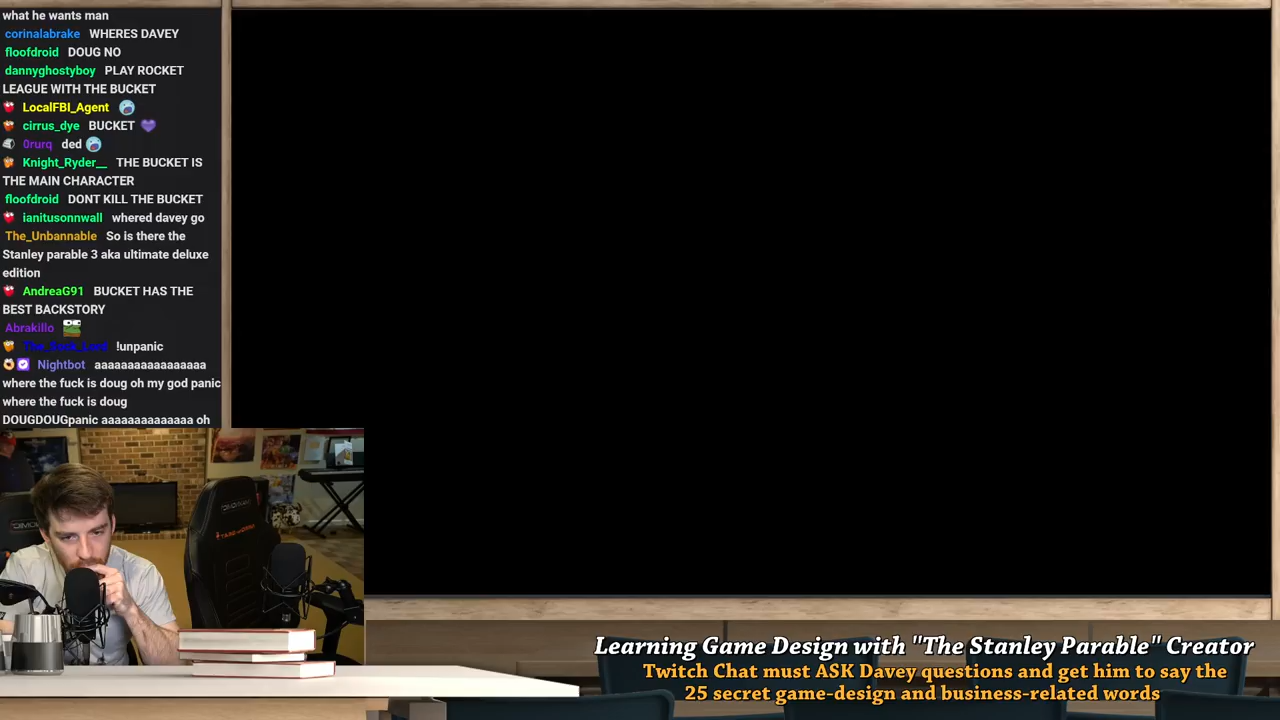 what he wants man
corinalabrake WHERES DAVEY
floofdroid DOUG NO
dannyghostyboy PLAY ROCKET
LEAGUE WITH THE BUCKET
LocalFBI_Agent
cirrus_dye BUCKET
0rurq ded
Knight_Ryder__ THE BUCKET IS
THE MAIN CHARACTER
floofdroid DONT KILL THE BUCKET
ianitusonnwall whered davey go
The_Unbannable So is there the
Stanley parable 3 aka ultimate deluxe
edition
AndreaG91 BUCKET HAS THE
BEST BACKSTORY
Abrakillo
!unpanic
Nightbot aaaaaaaaaaaaaaaaa
where the fuck is doug oh my god panic
where the fuck is doug
DOUGDOUGpanic aaaaaaaaaaaaaa oh
Learning Game Design with "The Stanley Parable" Creator
Twitch Chat must ASK Davey questions and get him to say the
25 secret game-design and business-related words